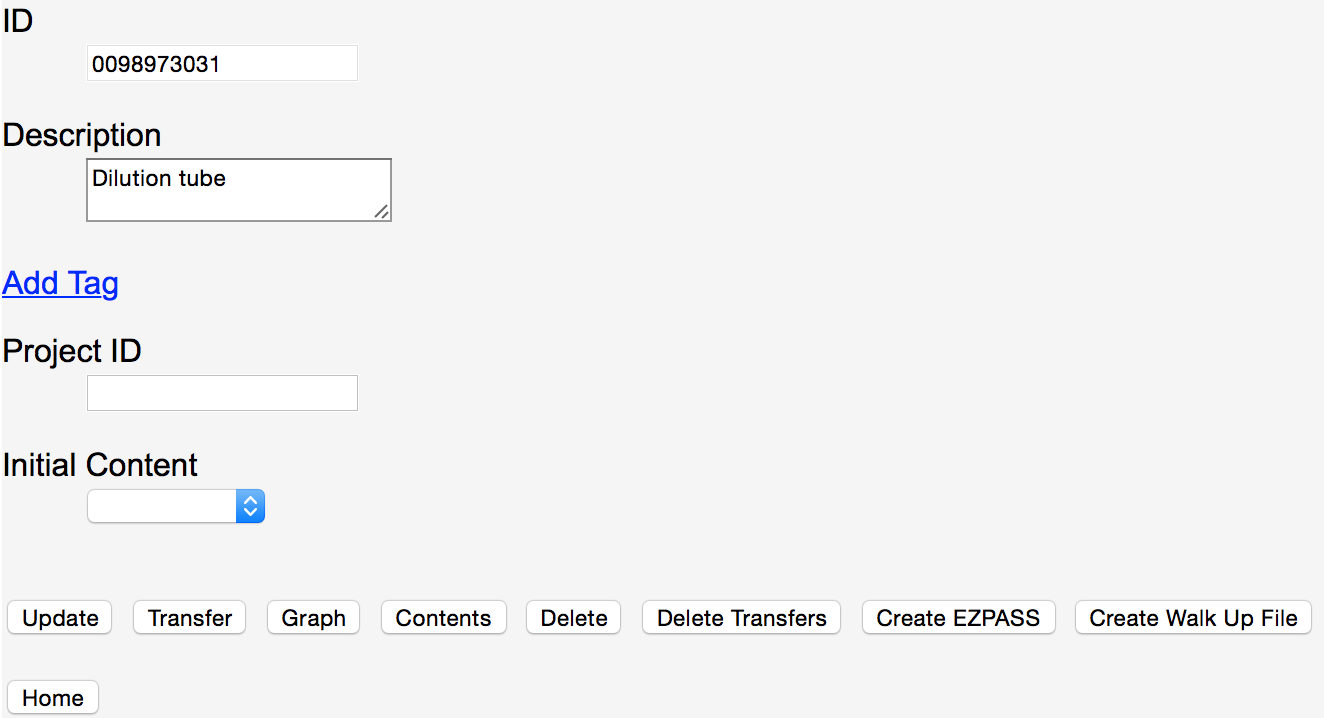 ID
0098973031
Description
Dilution tube
Add Tag
Project ID
Initial Content
Update Transfer Graph Contents Delete Delete Transfers Create EZPASS Create Walk Up File
Home